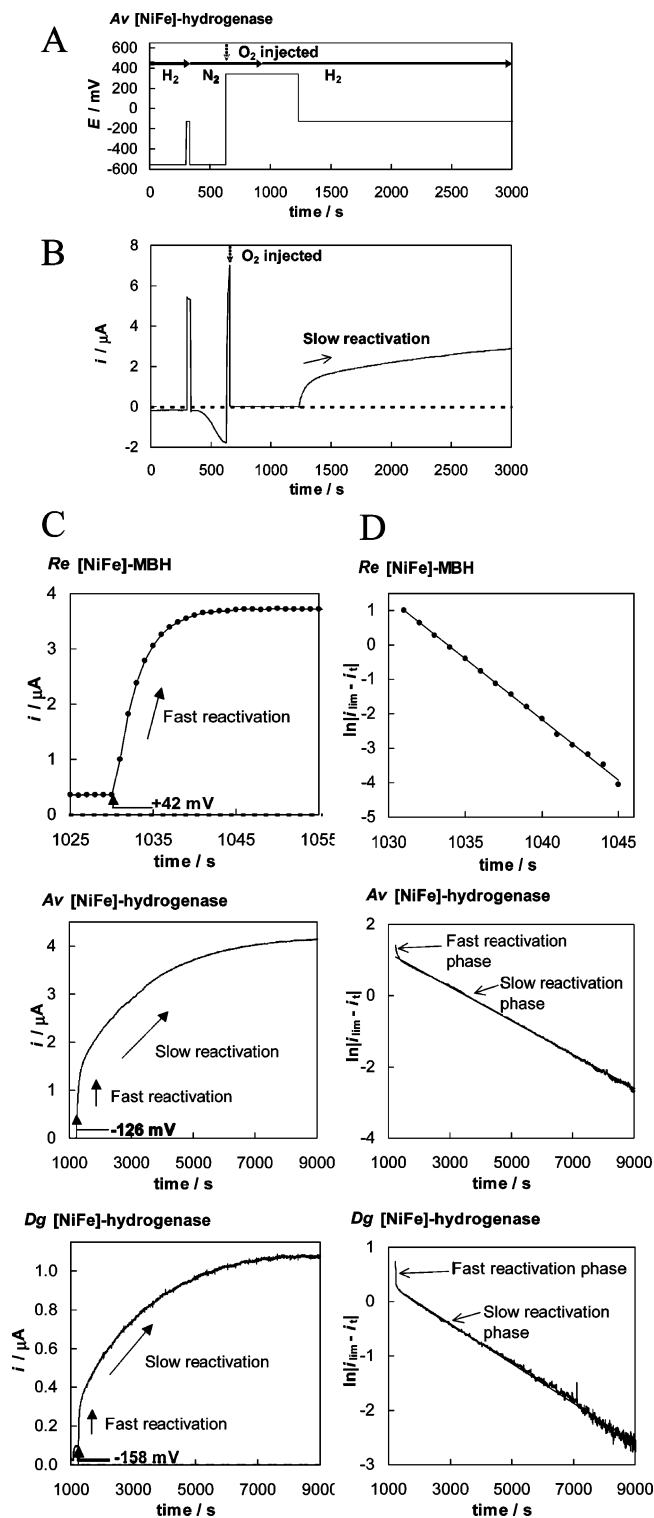 Av [NiFe]-hydrogenase
A
O2 injected
H2 N2 H2
E / mV
600
400
200
0
-200
-400
-600
0 500 1000 1500 2000 2500 3000
time / s
B
O2 injected
Slow reactivation
i / μA
8
6
4
2
0
-2
0 500 1000 1500 2000 2500 3000
time / s
C
Re [NiFe]-MBH
i / μA
4
3
2
1
0
Fast reactivation
+42 mV
1025 1035 1045 1055
time / s
D
Re [NiFe]-MBH
ln|ilim - it|
1
0
-1
-2
-3
-4
-5
1030 1035 1040 1045
time / s
Av [NiFe]-hydrogenase
i / μA
4
3
2
1
0
Slow reactivation
Fast reactivation
-126 mV
1000 3000 5000 7000 9000
time / s
Av [NiFe]-hydrogenase
ln|ilim - it|
2
0
-2
-4
Fast reactivation
phase
Slow reactivation
phase
1000 3000 5000 7000 9000
time / s
Dg [NiFe]-hydrogenase
i / μA
1.0
0.8
0.6
0.4
0.2
0.0
Slow reactivation
Fast reactivation
-158 mV
1000 3000 5000 7000 9000
time / s
Dg [NiFe]-hydrogenase
ln|ilim - it|
1
0
-1
-2
-3
Fast reactivation phase
Slow reactivation
phase
1000 3000 5000 7000 9000
time / s